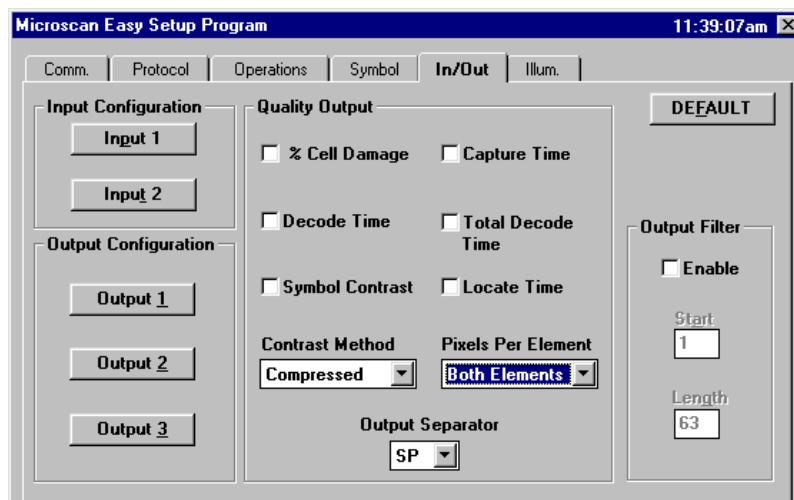 Microscan Easy Setup Program 11:39:07am
Comm. Protocol Operations Symbol In/Out Illum.
Input Configuration
Input 1
Input 2
Output Configuration
Output 1
Output 2
Output 3
Quality Output
% Cell Damage
Capture Time
Decode Time
Total Decode
Time
Symbol Contrast
Locate Time
Contrast Method
Compressed
Pixels Per Element
Both Elements
Output Separator
SP
DEFAULT
Output Filter
Enable
Start
1
Length
63